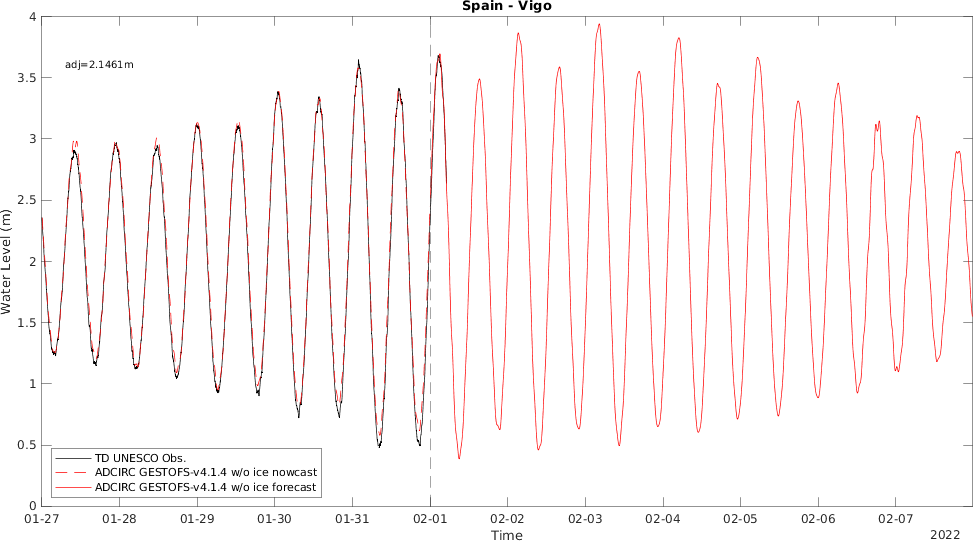 Spain - Vigo
adj=2.1461m
Water Level (m)
4
3.5
3
2.5
2
1.5
1
0.5
0
TD UNESCO Obs.
ADCIRC GESTOFS-v4.1.4 w/o ice nowcast
ADCIRC GESTOFS-v4.1.4 w/o ice forecast
01-27 01-28 01-29 01-30 01-31 02-01 02-02 02-03 02-04 02-05 02-06 02-07
Time
2022